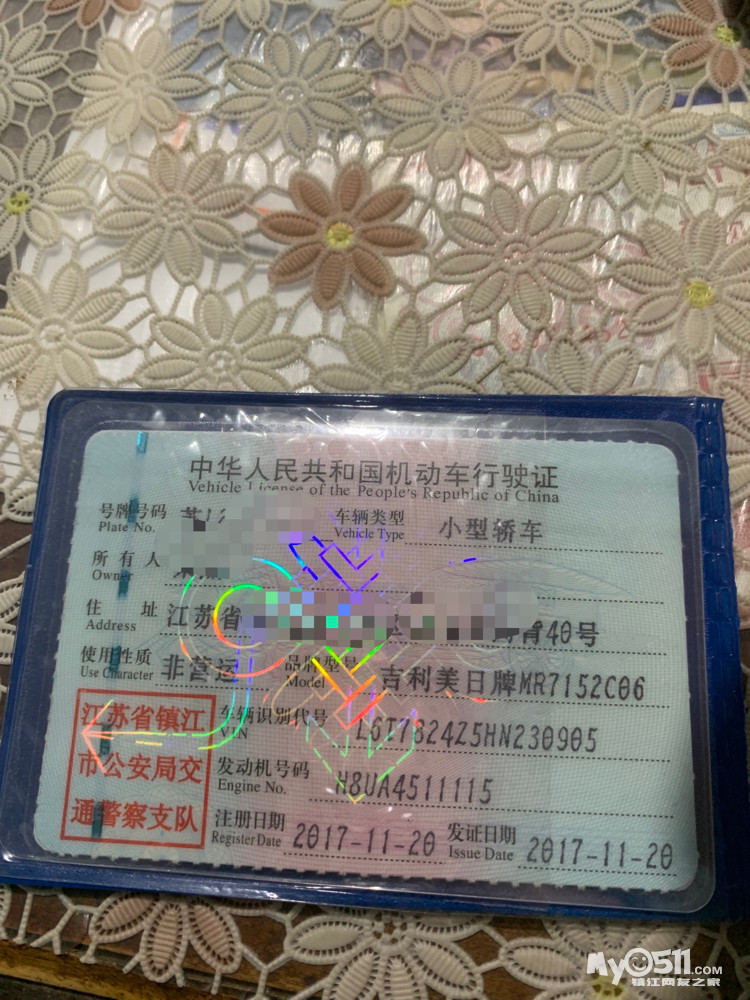 中华人民共和国机动车行驶证
Vehicle License of the People's Republic of China
号牌号码 苏L 车辆类型 小型轿车
Plate No. Vehicle Type
所有人
Owner
住址 江苏省 40号
Address
使用性质 非营运 品牌型号 吉利美日牌MR7152C06
Use Character Model
江苏省镇江
市公安局交
通警察支队
车辆识别代号 L6T7824Z5HN230905
VIN
发动机号码 H8UA4511115
Engine No.
注册日期 2017-11-20 发证日期 2017-11-20
Register Date Issue Date
My0511.com
镇江网友之家